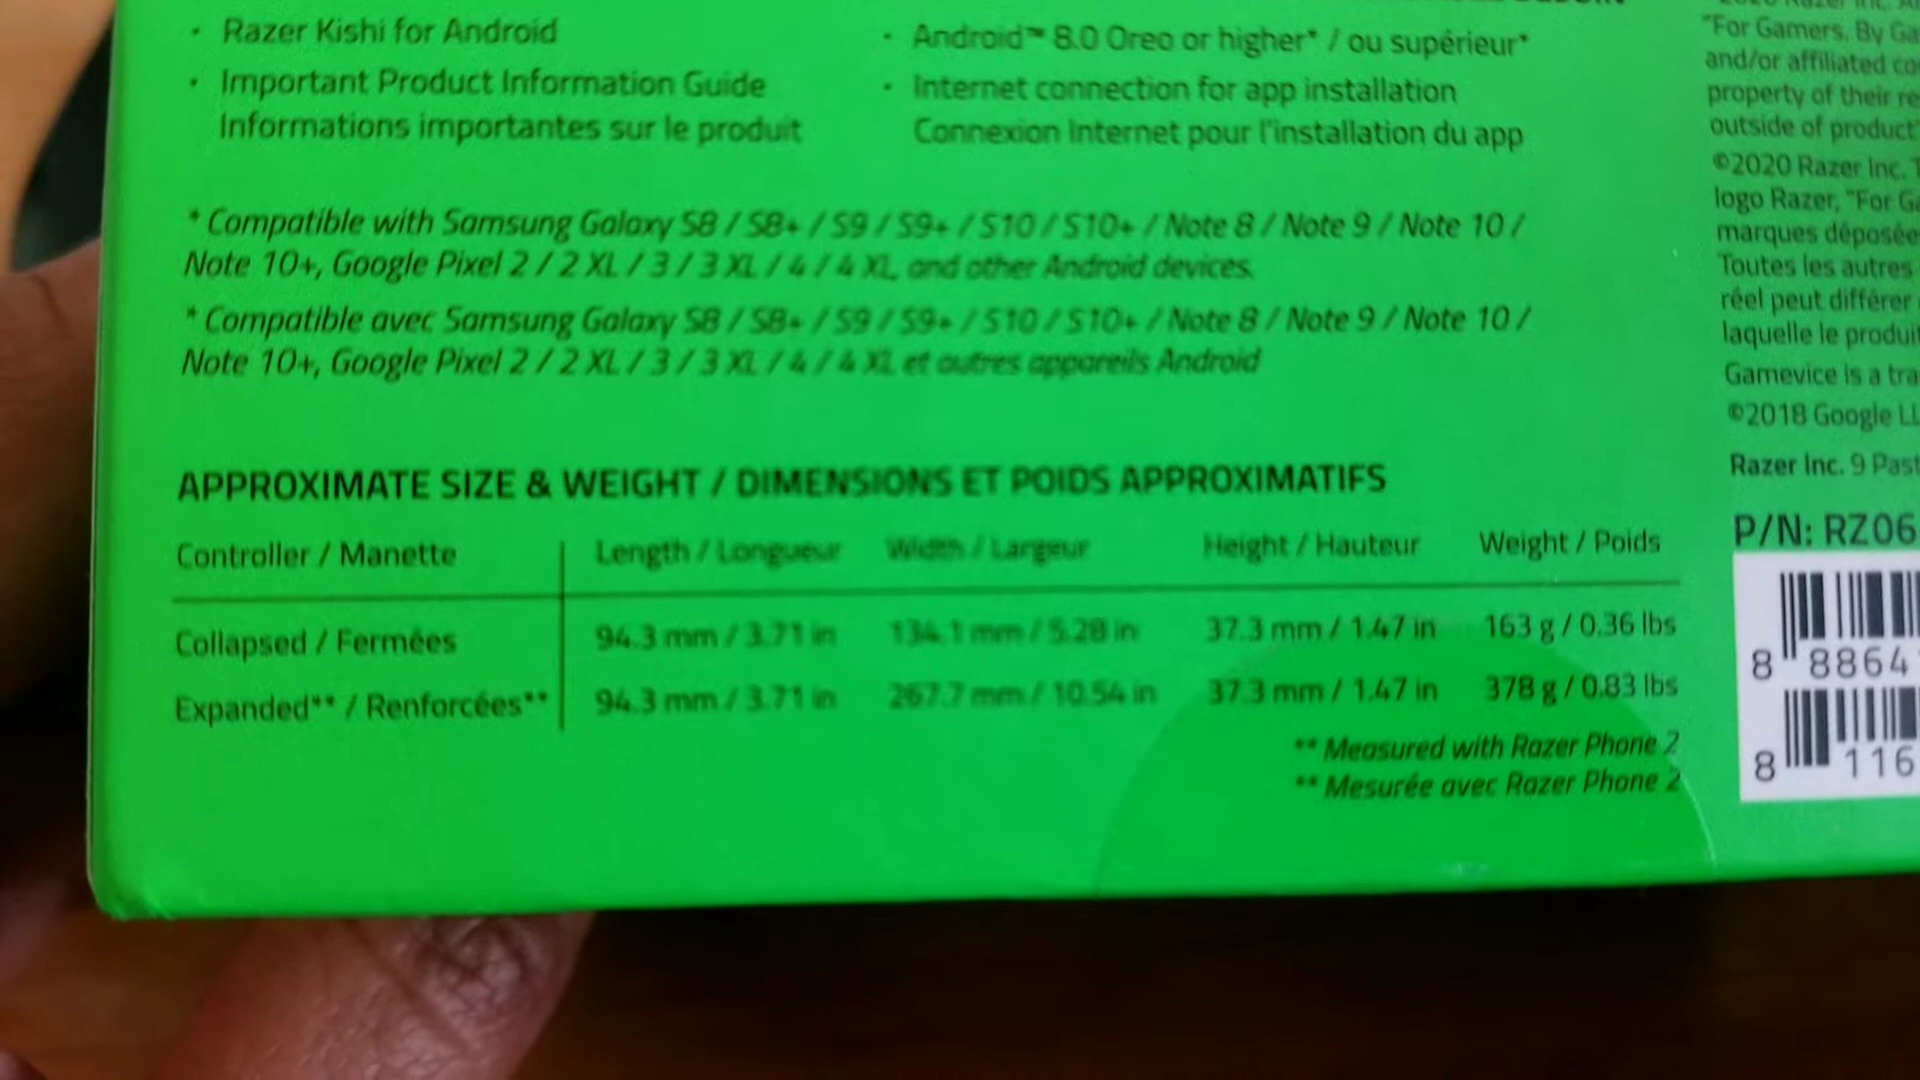 • Razer Kishi for Android
• Important Product Information Guide
Informations importantes sur le produit
• Android™ 8.0 Oreo or higher* / ou supérieur*
• Internet connection for app installation
Connexion Internet pour l'installation du app
* Compatible with Samsung Galaxy S8 / S8+ / S9 / S9+ / S10 / S10+ / Note 8 / Note 9 / Note 10 /
Note 10+, Google Pixel 2 / 2 XL / 3 / 3 XL / 4 / 4 XL, and other Android devices.
* Compatible avec Samsung Galaxy S8 / S8+ / S9 / S9+ / S10 / S10+ / Note 8 / Note 9 / Note 10 /
Note 10+, Google Pixel 2 / 2 XL / 3 / 3 XL / 4 / 4 XL et autres appareils Android
APPROXIMATE SIZE & WEIGHT / DIMENSIONS ET POIDS APPROXIMATIFS
Controller / Manette Length / Longueur Width / Largeur Height / Hauteur Weight / Poids
Collapsed / Fermées 94.3 mm / 3.71 in 134.1 mm / 5.28 in 37.3 mm / 1.47 in 163 g / 0.36 lbs
Expanded** / Renforcées** 94.3 mm / 3.71 in 267.7 mm / 10.54 in 37.3 mm / 1.47 in 378 g / 0.83 lbs
** Measured with Razer Phone 2
** Mesurée avec Razer Phone 2
"For Gamers. By Ga
and/or affiliated co
property of their re
outside of product
©2020 Razer Inc. T
logo Razer, "For Ga
marques déposée
Toutes les autres
réel peut différer
laquelle le produit
Gamevice is a tra
©2018 Google LL
Razer Inc. 9 Past
P/N: RZ06
8 8864
8 116